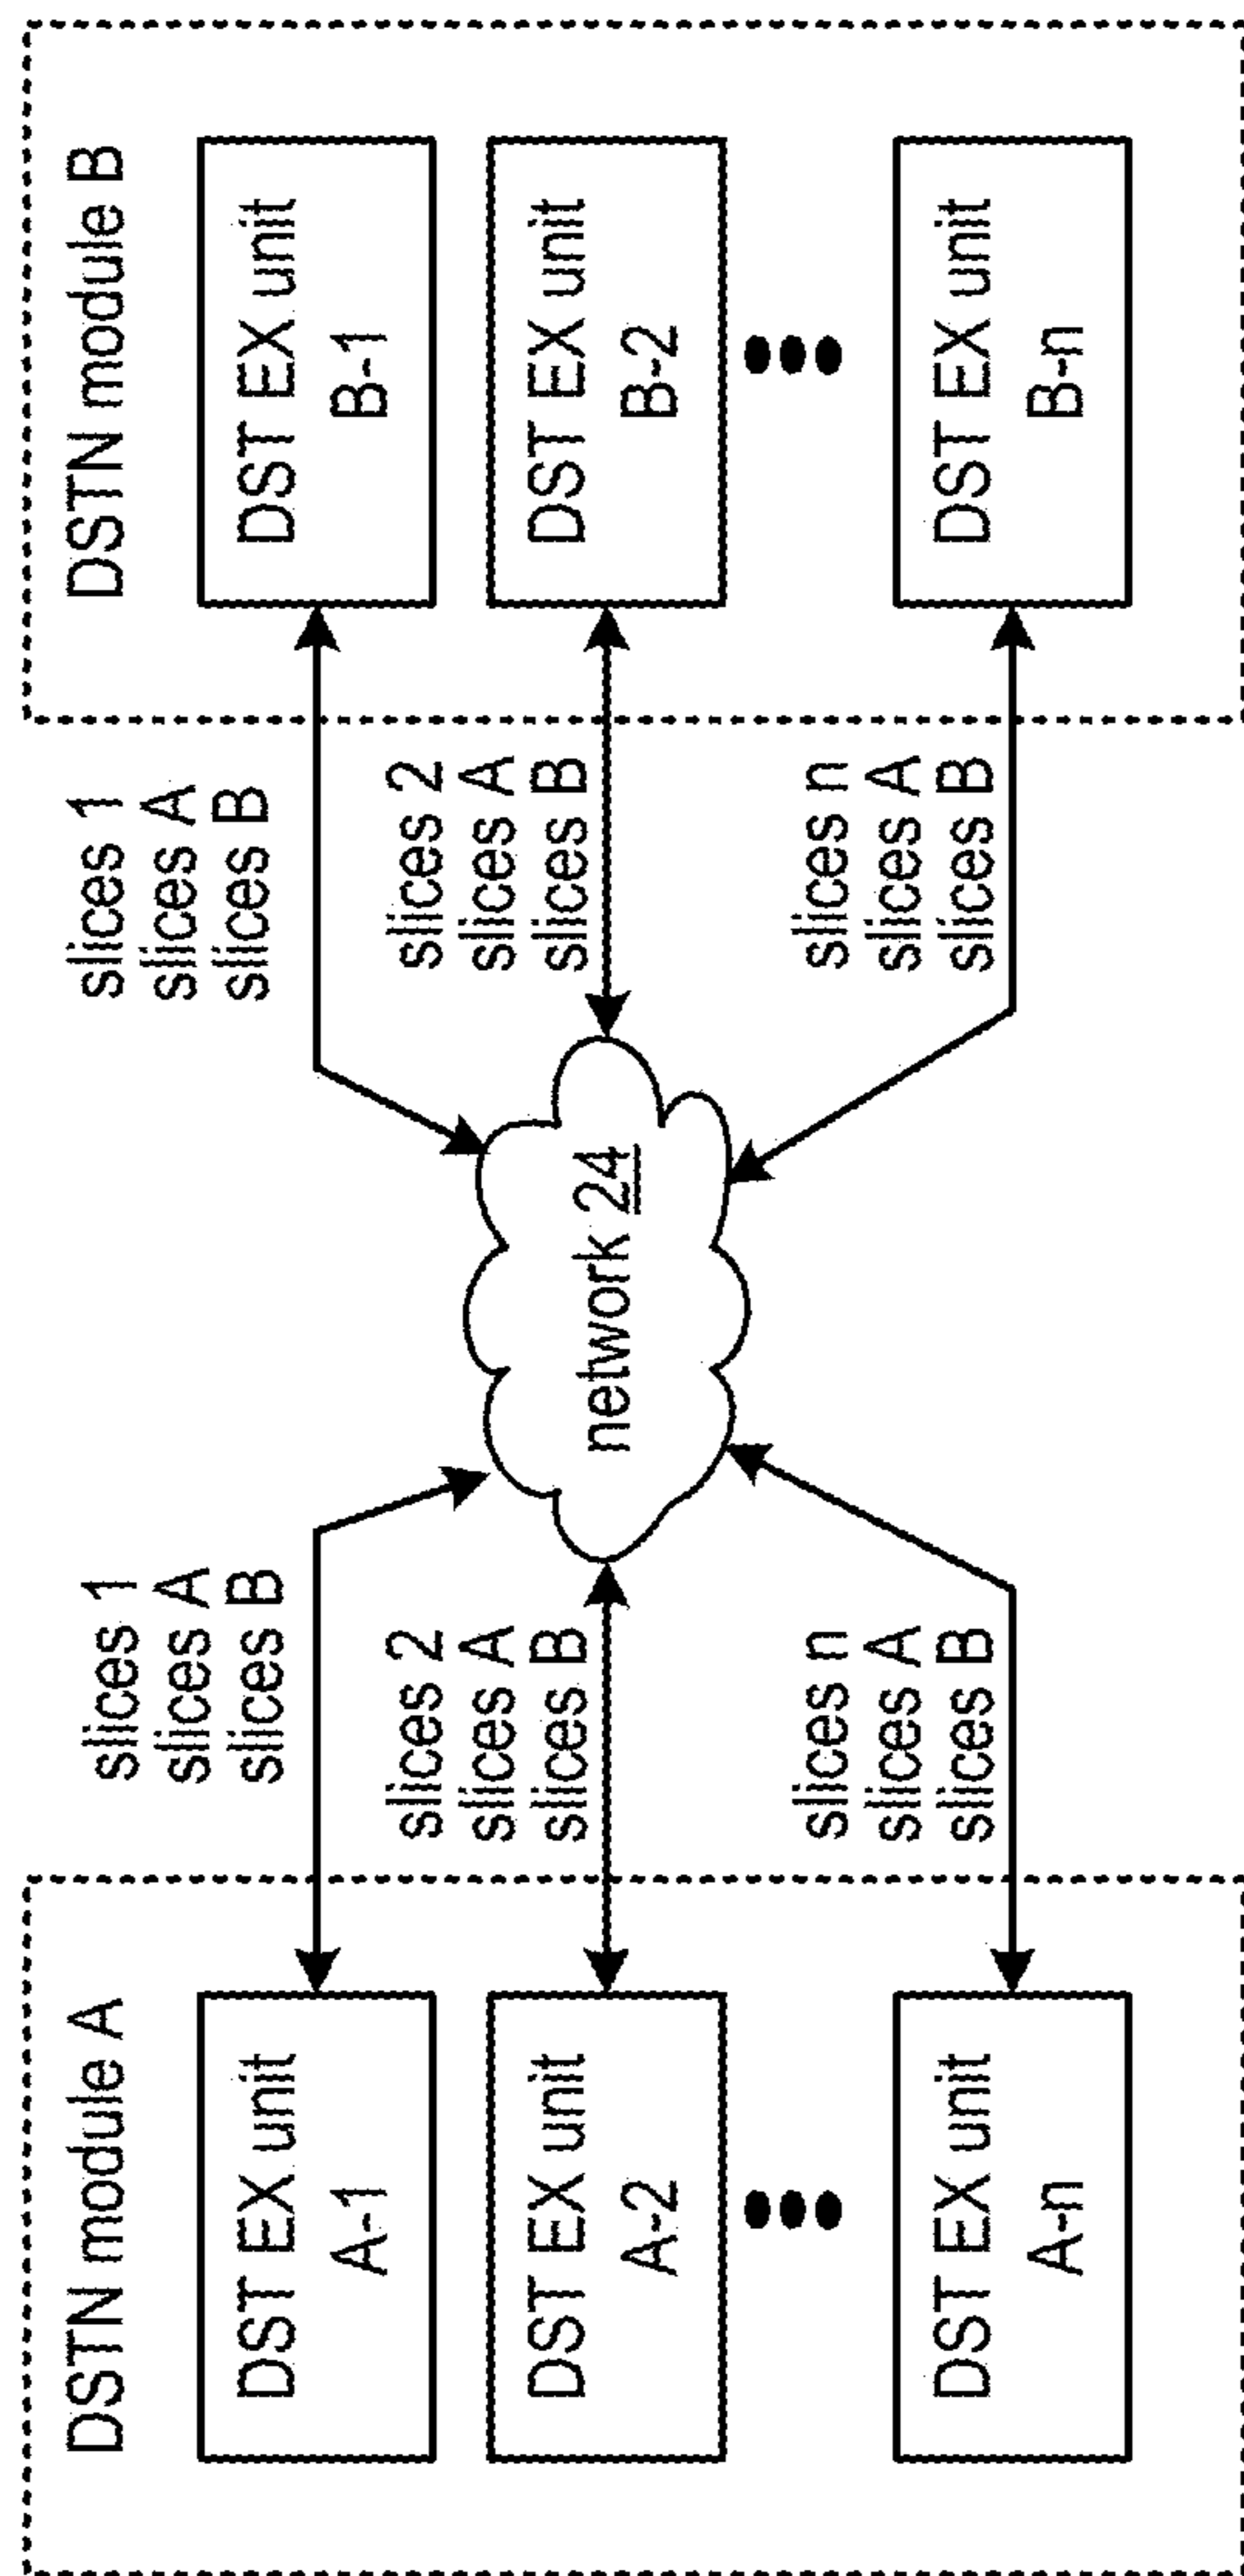 DSTN module A
DST EX unit
A-1
DST EX unit
A-2
DST EX unit
A-n
slices 1
slices A
slices B
slices 2
slices A
slices B
slices n
slices A
slices B
network 24
slices 1
slices A
slices B
slices 2
slices A
slices B
slices n
slices A
slices B
DSTN module B
DST EX unit
B-1
DST EX unit
B-2
DST EX unit
B-n